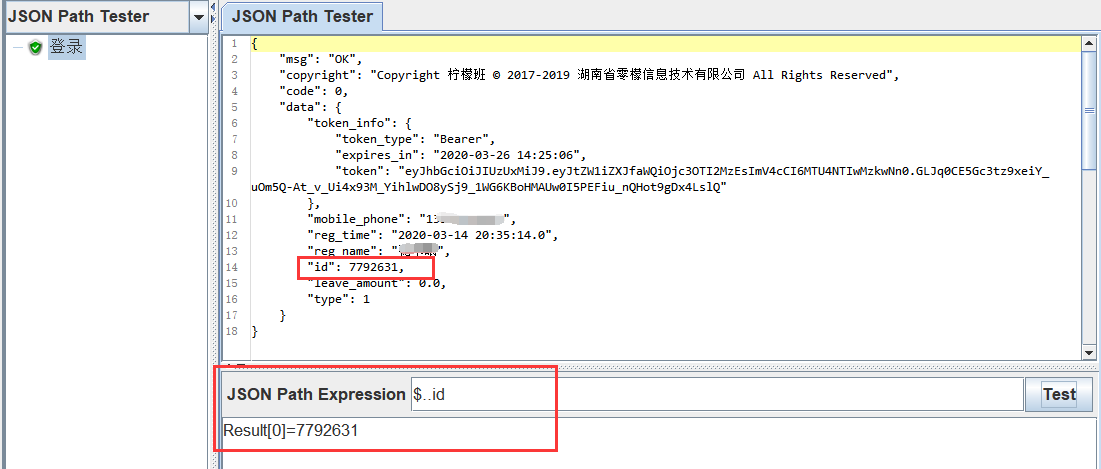 JSON Path Tester
登录
JSON Path Tester
1 {
2 "msg": "OK",
3 "copyright": "Copyright 柠檬班 © 2017-2019 湖南省零檬信息技术有限公司 All Rights Reserved",
4 "code": 0,
5 "data": {
6 "token_info": {
7 "token_type": "Bearer",
8 "expires_in": "2020-03-26 14:25:06",
9 "token": "eyJhbGciOiJIUzUxMiJ9.eyJtZW1iZXJfaWQiOjc3OTI2MzEsImV4cCI6MTU4NTIwMzkwNn0.GLJq0CE5Gc3tz9xeiY_
uOm5Q-At_v_Ui4x93M_YihlwDO8ySj9_1WG6KBoHMAUw0I5PEFiu_nQHot9gDx4LslQ"
10 },
11 "mobile_phone": "13",
12 "reg_time": "2020-03-14 20:35:14.0",
13 "reg_name": "",
14 "id": 7792631,
15 "leave_amount": 0.0,
16 "type": 1
17 }
18 }
JSON Path Expression $..id Test
Result[0]=7792631